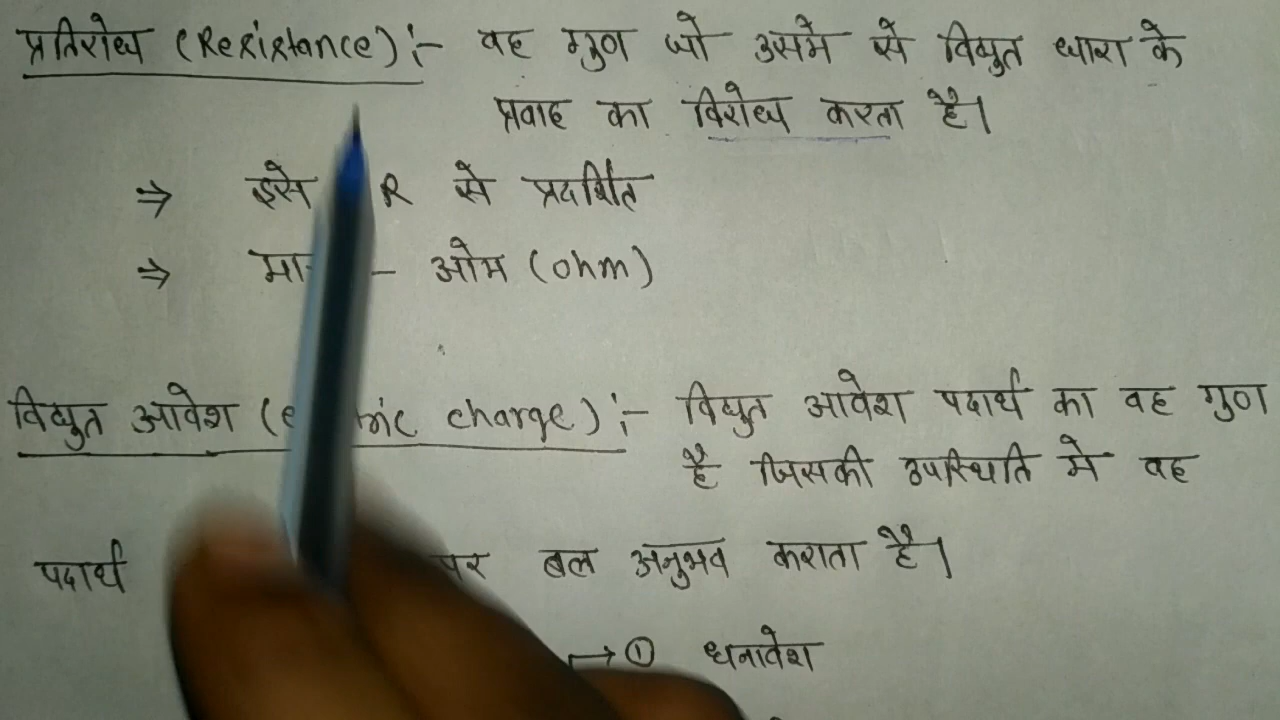 प्रतिरोध (Resistance) :- वह गुण जो उसमे से विद्युत धारा के
प्रवाह का विरोध करता है।
⇒ इसे R से प्रदर्शित
⇒ - ओम (ohm)
विद्युत आवेश ( charge) :- विद्युत आवेश पदार्थ का वह गुण
है जिसकी उपस्थिति मे वह
पदार्थ पर बल अनुभव कराता है।
→ ① धनावेश